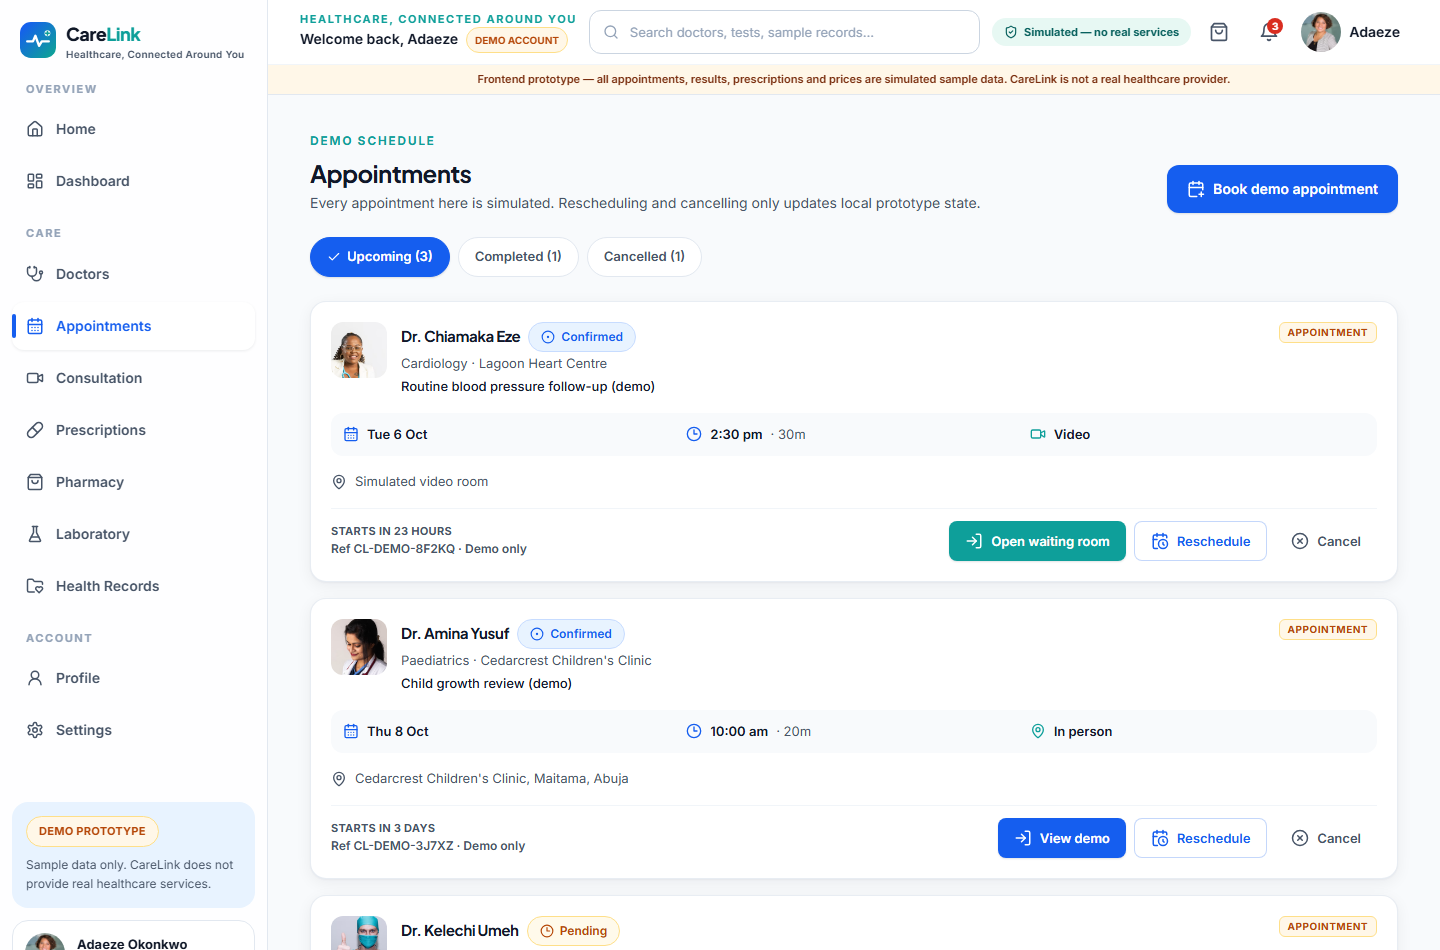 CareLink
Healthcare, Connected Around You
OVERVIEW
Home
Dashboard
CARE
Doctors
Appointments
Consultation
Prescriptions
Pharmacy
Laboratory
Health Records
ACCOUNT
Profile
Settings
DEMO PROTOTYPE
Sample data only. CareLink does not
provide real healthcare services.
Adaeze Okonkwo
HEALTHCARE, CONNECTED AROUND YOU
Welcome back, Adaeze DEMO ACCOUNT
Search doctors, tests, sample records...
Simulated — no real services
3
Adaeze
Frontend prototype — all appointments, results, prescriptions and prices are simulated sample data. CareLink is not a real healthcare provider.
DEMO SCHEDULE
Appointments
Every appointment here is simulated. Rescheduling and cancelling only updates local prototype state.
Book demo appointment
Upcoming (3) Completed (1) Cancelled (1)
Dr. Chiamaka Eze Confirmed APPOINTMENT
Cardiology · Lagoon Heart Centre
Routine blood pressure follow-up (demo)
Tue 6 Oct 2:30 pm · 30m Video
Simulated video room
STARTS IN 23 HOURS
Ref CL-DEMO-8F2KQ · Demo only
Open waiting room Reschedule Cancel
Dr. Amina Yusuf Confirmed APPOINTMENT
Paediatrics · Cedarcrest Children's Clinic
Child growth review (demo)
Thu 8 Oct 10:00 am · 20m In person
Cedarcrest Children's Clinic, Maitama, Abuja
STARTS IN 3 DAYS
Ref CL-DEMO-3J7XZ · Demo only
View demo Reschedule Cancel
Dr. Kelechi Umeh Pending APPOINTMENT